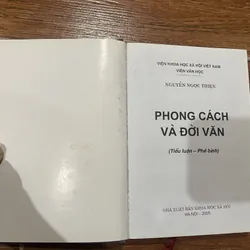 VIỆN KHOA HỌC XÃ HỘI VIỆT NAM
VIỆN VĂN HỌC
NGUYỄN NGỌC THIỆN
PHONG CÁCH
VÀ ĐỜI VĂN
(Tiểu luận – Phê bình)
NHÀ XUẤT BẢN KHOA HỌC XÃ HỘI
HÀ NỘI - 2005